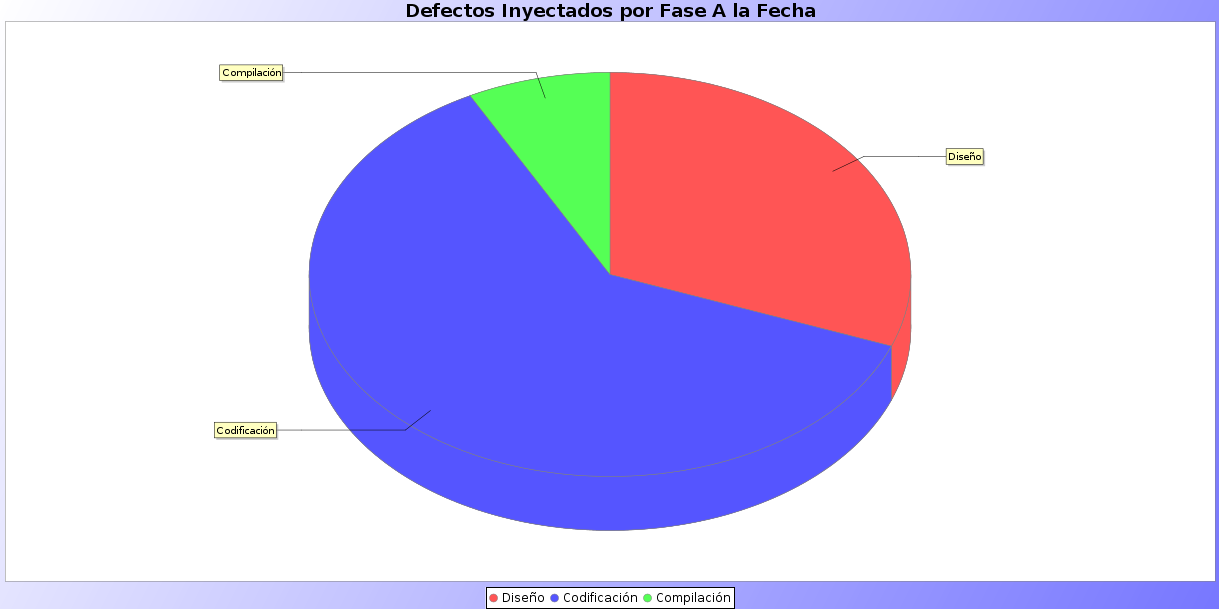 Defectos Inyectados por Fase A la Fecha
Compilación
Diseño
Codificación
Diseño Codificación Compilación